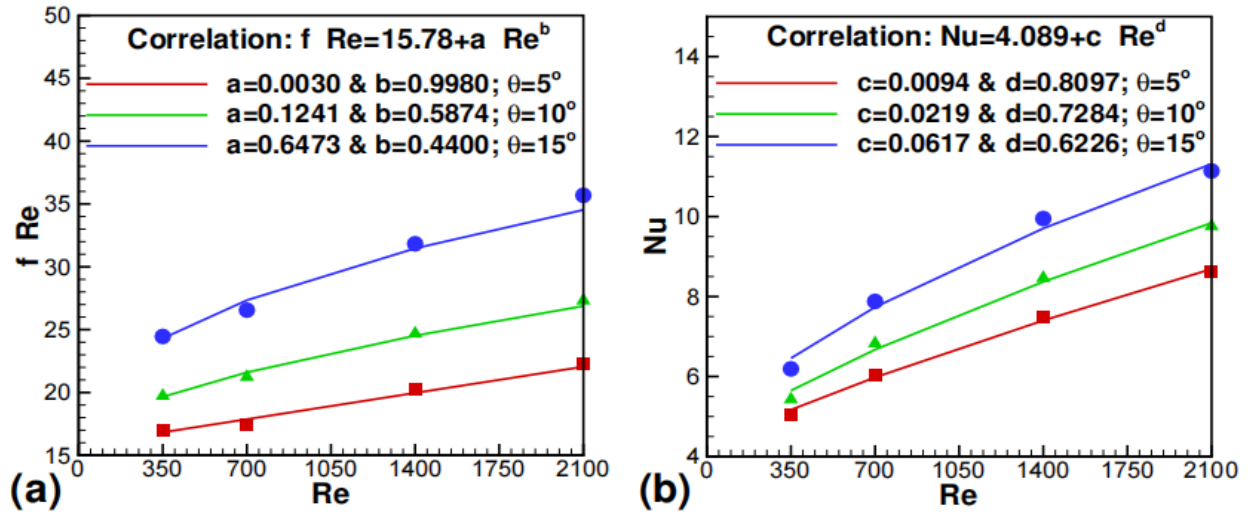 50
45
40
35
30
25
20
15
f Re
Correlation: f Re=15.78+a Re^b
a=0.0030 & b=0.9980; θ=5°
a=0.1241 & b=0.5874; θ=10°
a=0.6473 & b=0.4400; θ=15°
0 350 700 1050 1400 1750 2100
(a) Re
14
12
10
8
6
4
Nu
Correlation: Nu=4.089+c Re^d
c=0.0094 & d=0.8097; θ=5°
c=0.0219 & d=0.7284; θ=10°
c=0.0617 & d=0.6226; θ=15°
0 350 700 1050 1400 1750 2100
(b) Re